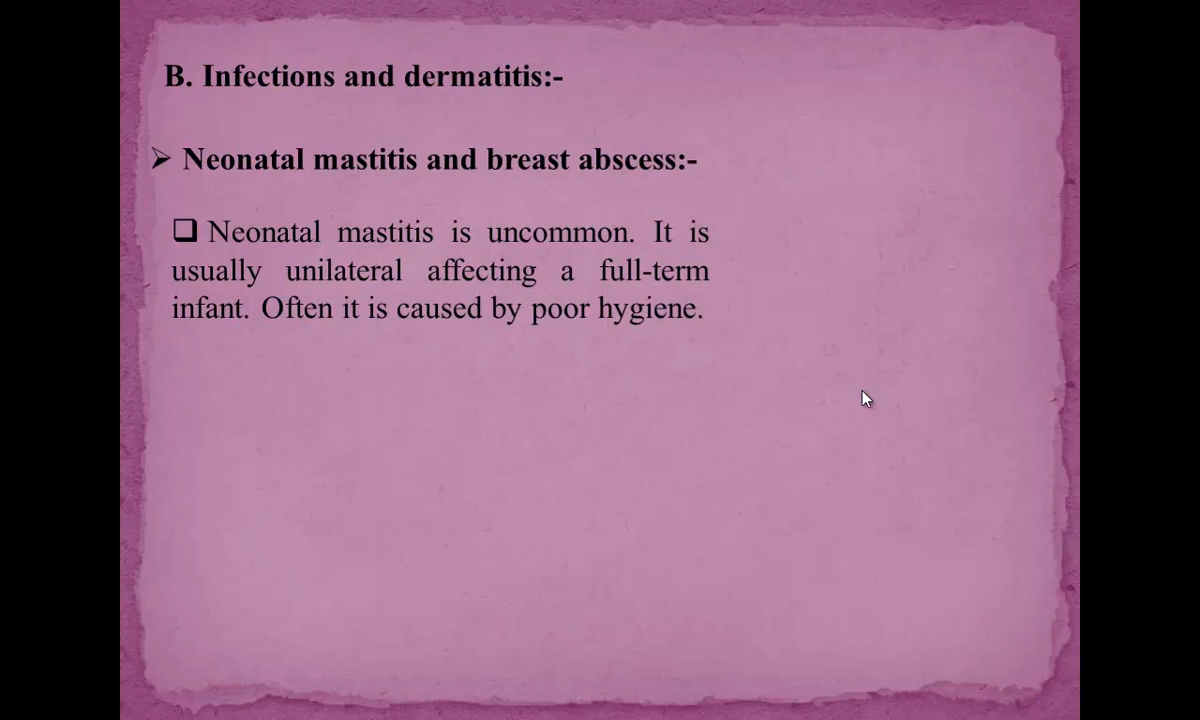 B. Infections and dermatitis:-
➢ Neonatal mastitis and breast abscess:-
❑ Neonatal mastitis is uncommon. It is
usually unilateral affecting a full-term
infant. Often it is caused by poor hygiene.